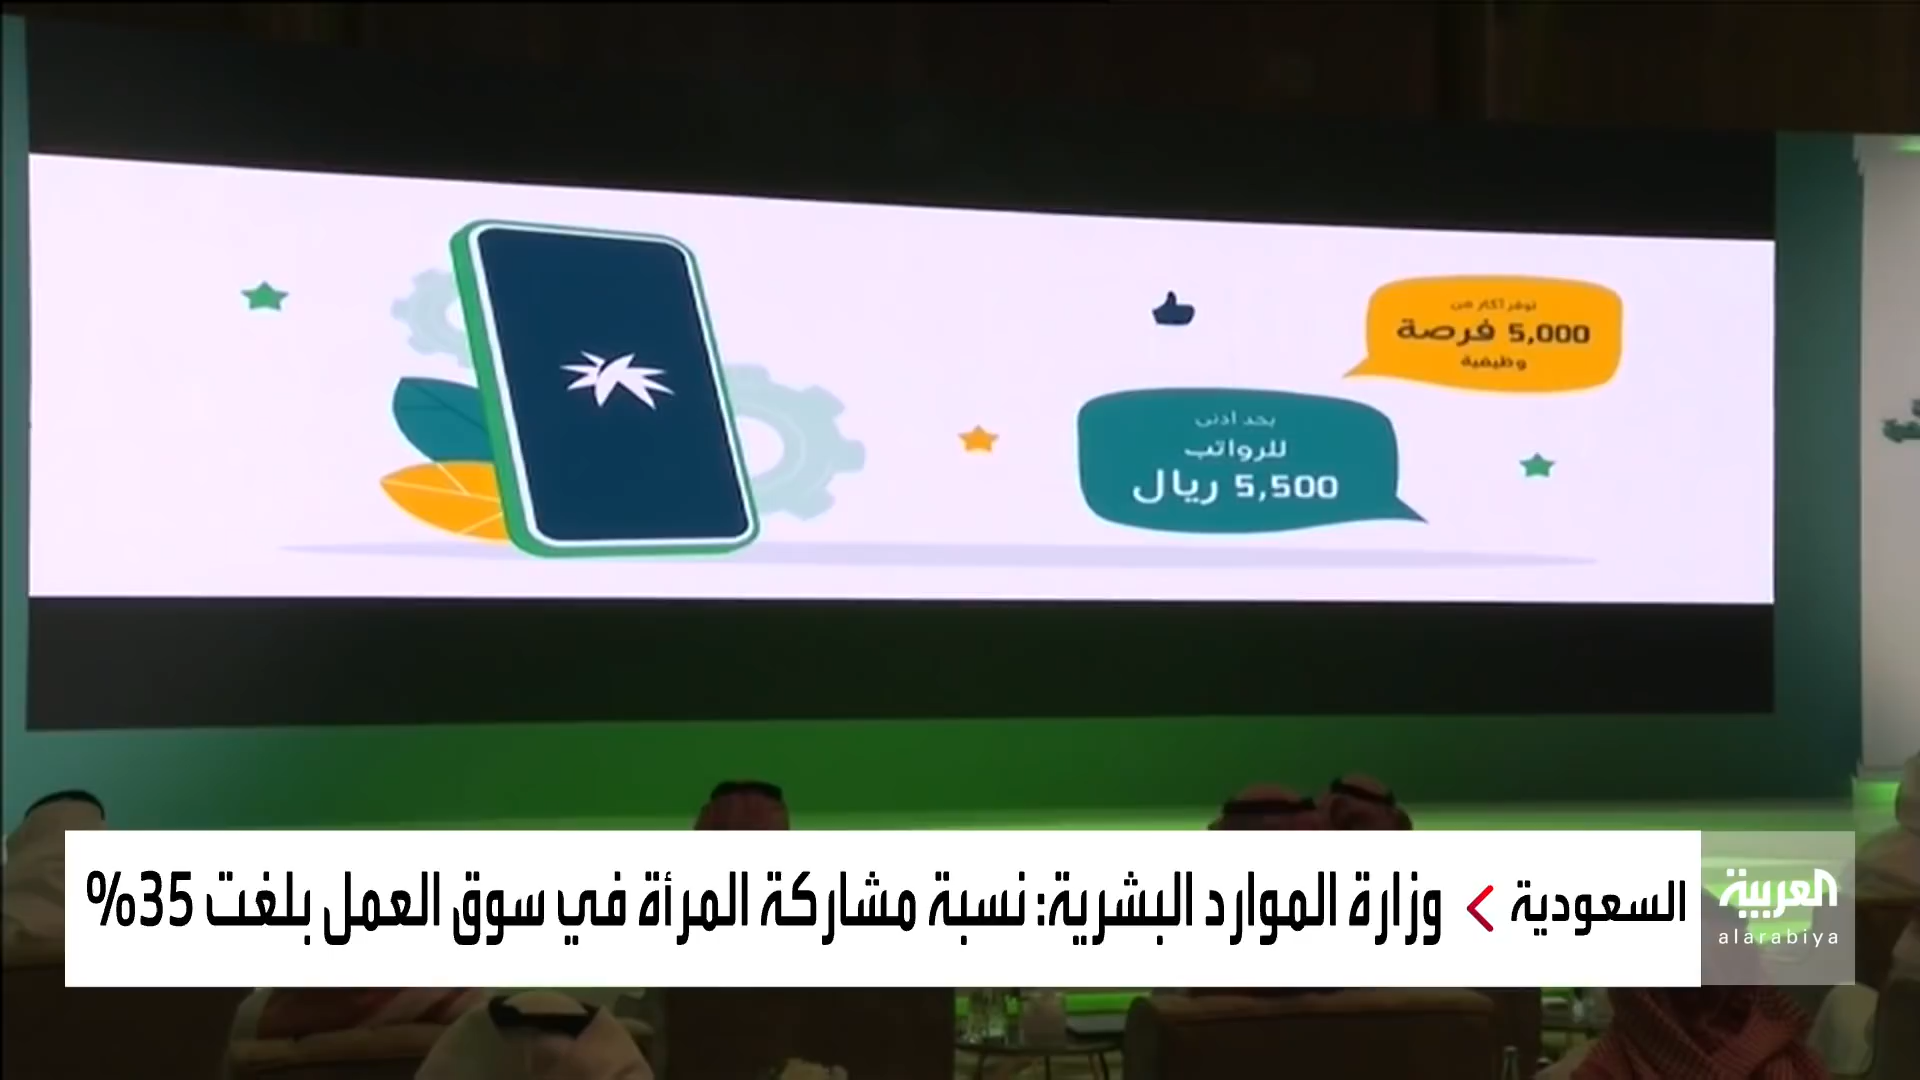 توفر أكثر من
5,000 فرصة
وظيفية
بحد أدنى
للرواتب
5,500 ريال
السعودية > وزارة الموارد البشرية: نسبة مشاركة المرأة في سوق العمل بلغت 35%
العربية
alarabiya